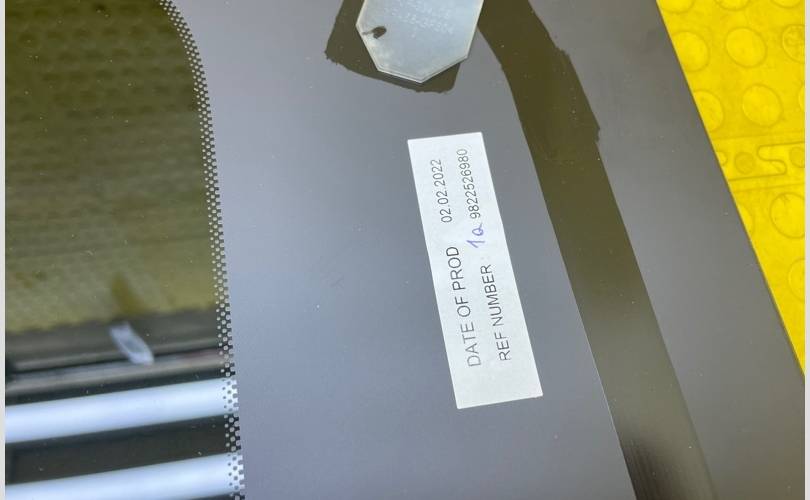 DATE OF PROD 02.02.2022
REF NUMBER 1a 9822526980